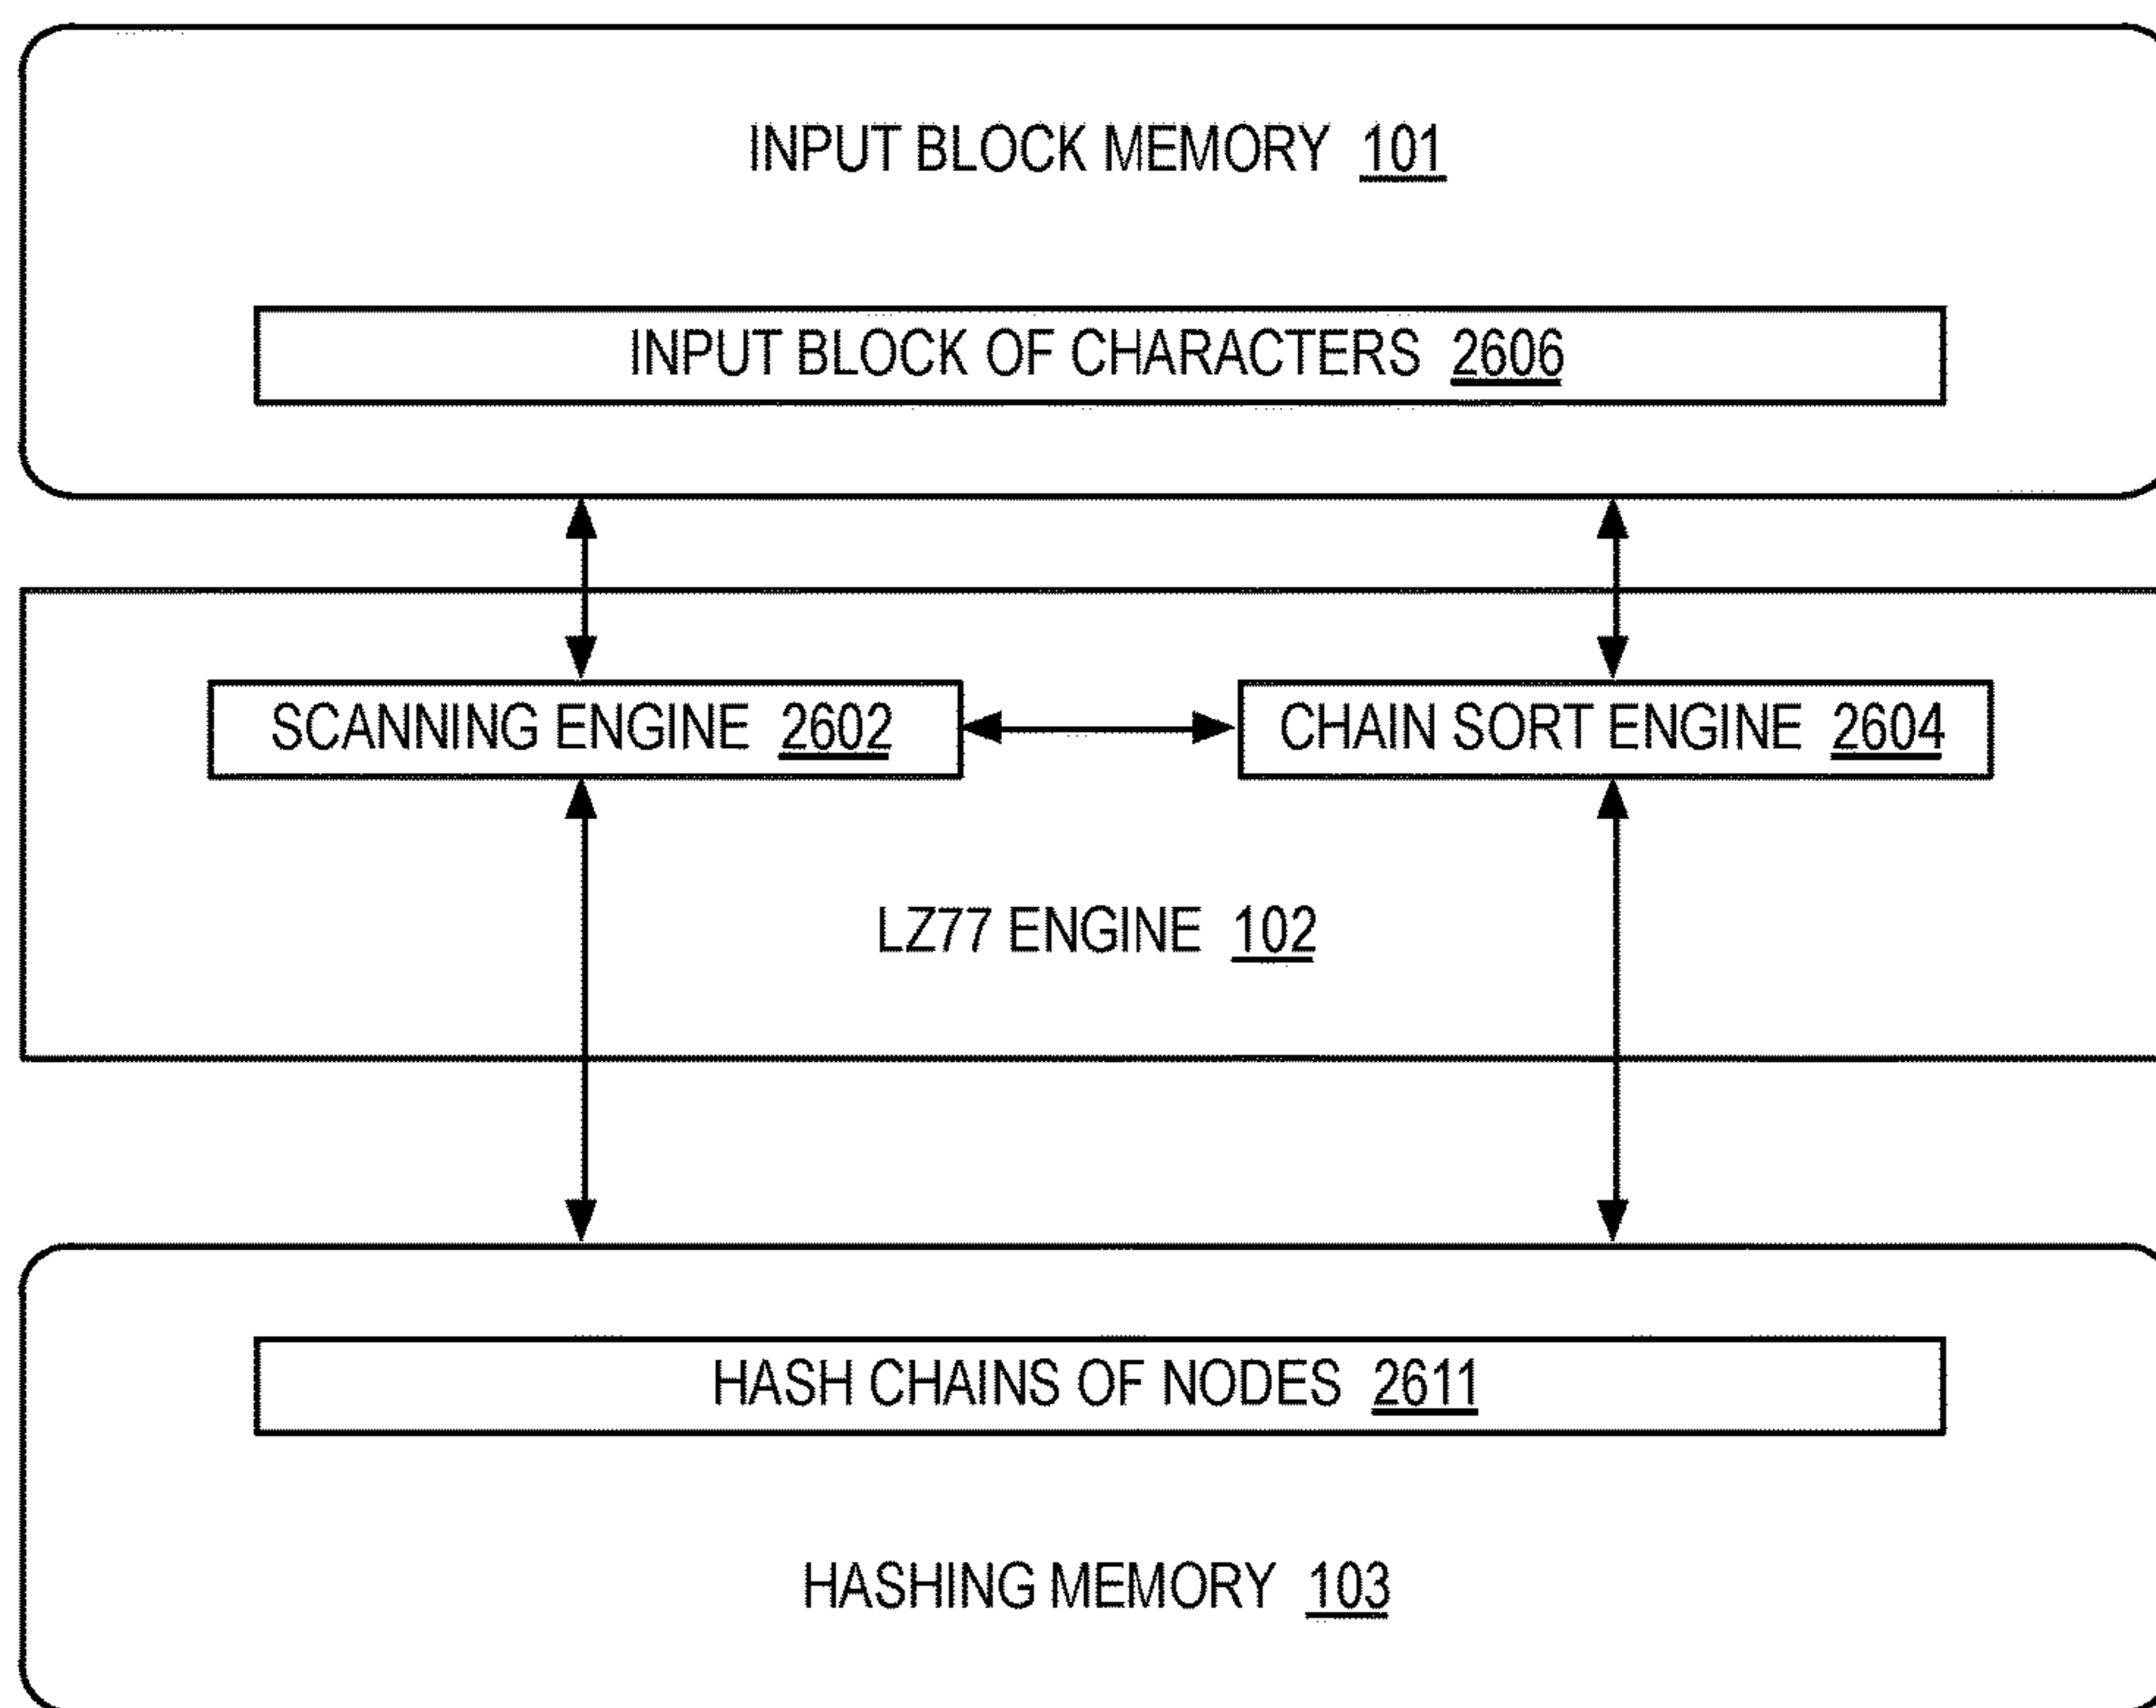 INPUT BLOCK MEMORY 101
INPUT BLOCK OF CHARACTERS 2606
SCANNING ENGINE 2602
CHAIN SORT ENGINE 2604
LZ77 ENGINE 102
HASH CHAINS OF NODES 2611
HASHING MEMORY 103